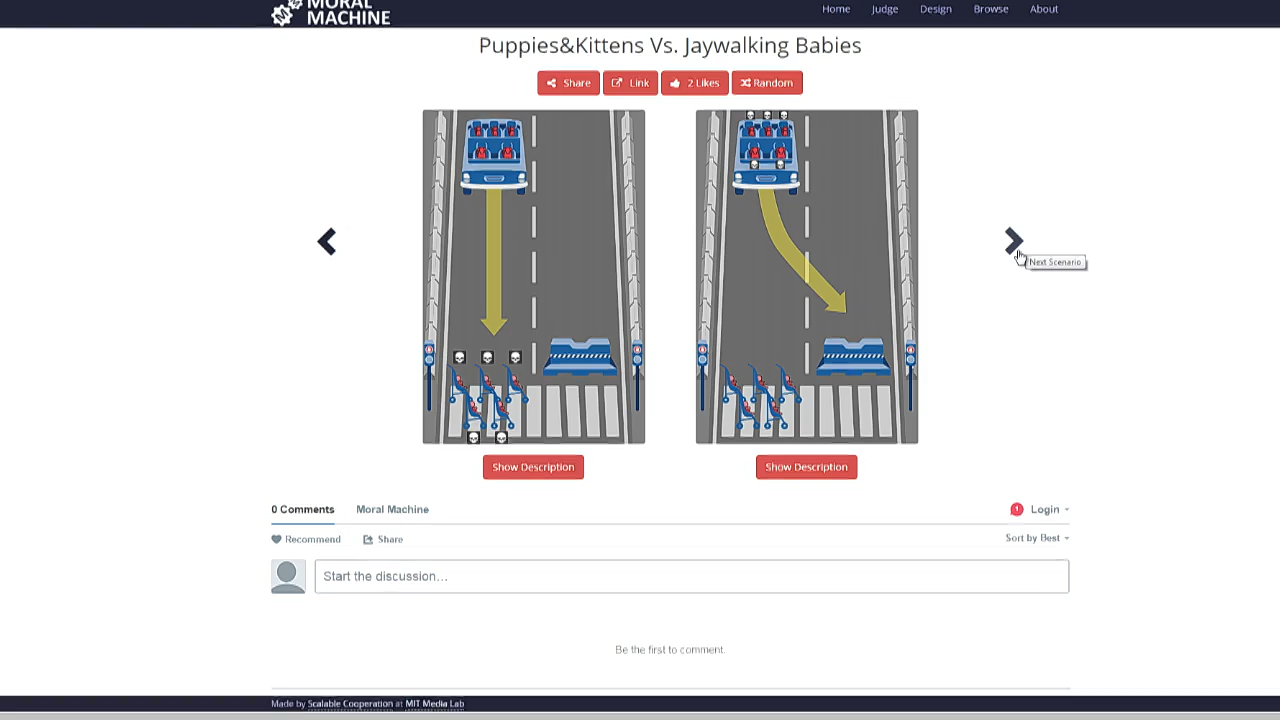 MORAL
MACHINE
Home Judge Design Browse About
Puppies&Kittens Vs. Jaywalking Babies
Share Link 2 Likes Random
Next Scenario
Show Description Show Description
0 Comments Moral Machine 1 Login
Recommend Share Sort by Best
Start the discussion...
Be the first to comment.
Made by Scalable Cooperation at MIT Media Lab